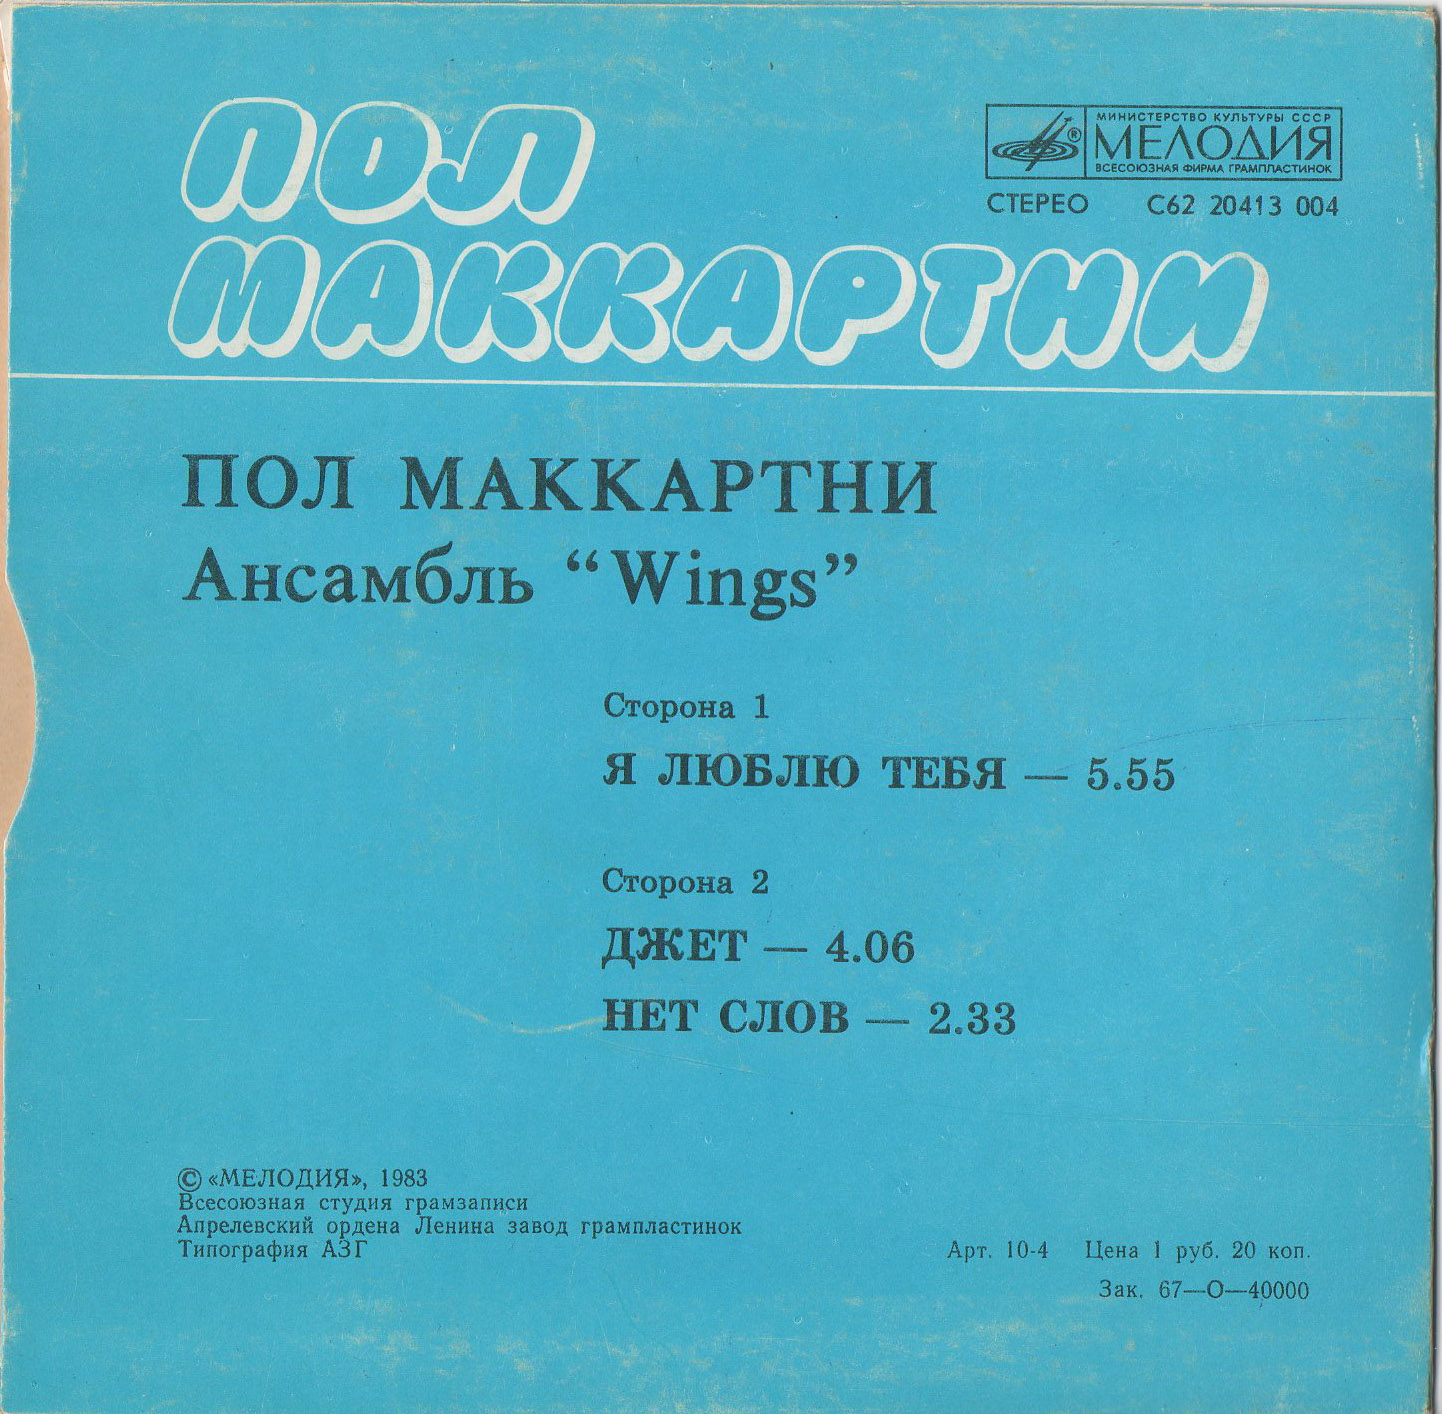 ПОЛ
МАККАРТНИ
МИНИСТЕРСТВО КУЛЬТУРЫ СССР
МЕЛОДИЯ
ВСЕСОЮЗНАЯ ФИРМА ГРАМПЛАСТИНОК
®
СТЕРЕО С62 20413 004
ПОЛ МАККАРТНИ
Ансамбль “Wings”
Сторона 1
Я ЛЮБЛЮ ТЕБЯ — 5.55
Сторона 2
ДЖЕТ — 4.06
НЕТ СЛОВ — 2.33
© «МЕЛОДИЯ», 1983
Всесоюзная студия грамзаписи
Апрелевский ордена Ленина завод грампластинок
Типография АЗГ
Арт. 10-4 Цена 1 руб. 20 коп.
Зак. 67—О—40000